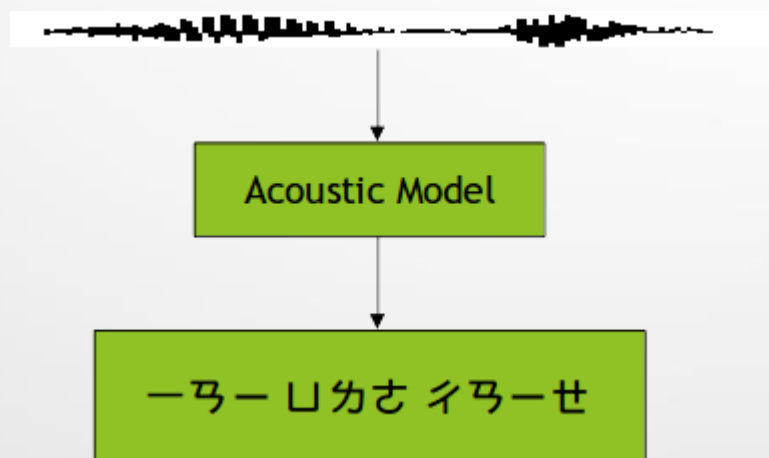 Acoustic Model
ㄧㄢㄧ ㄩㄌㄜ ㄔㄢㄧㄝ